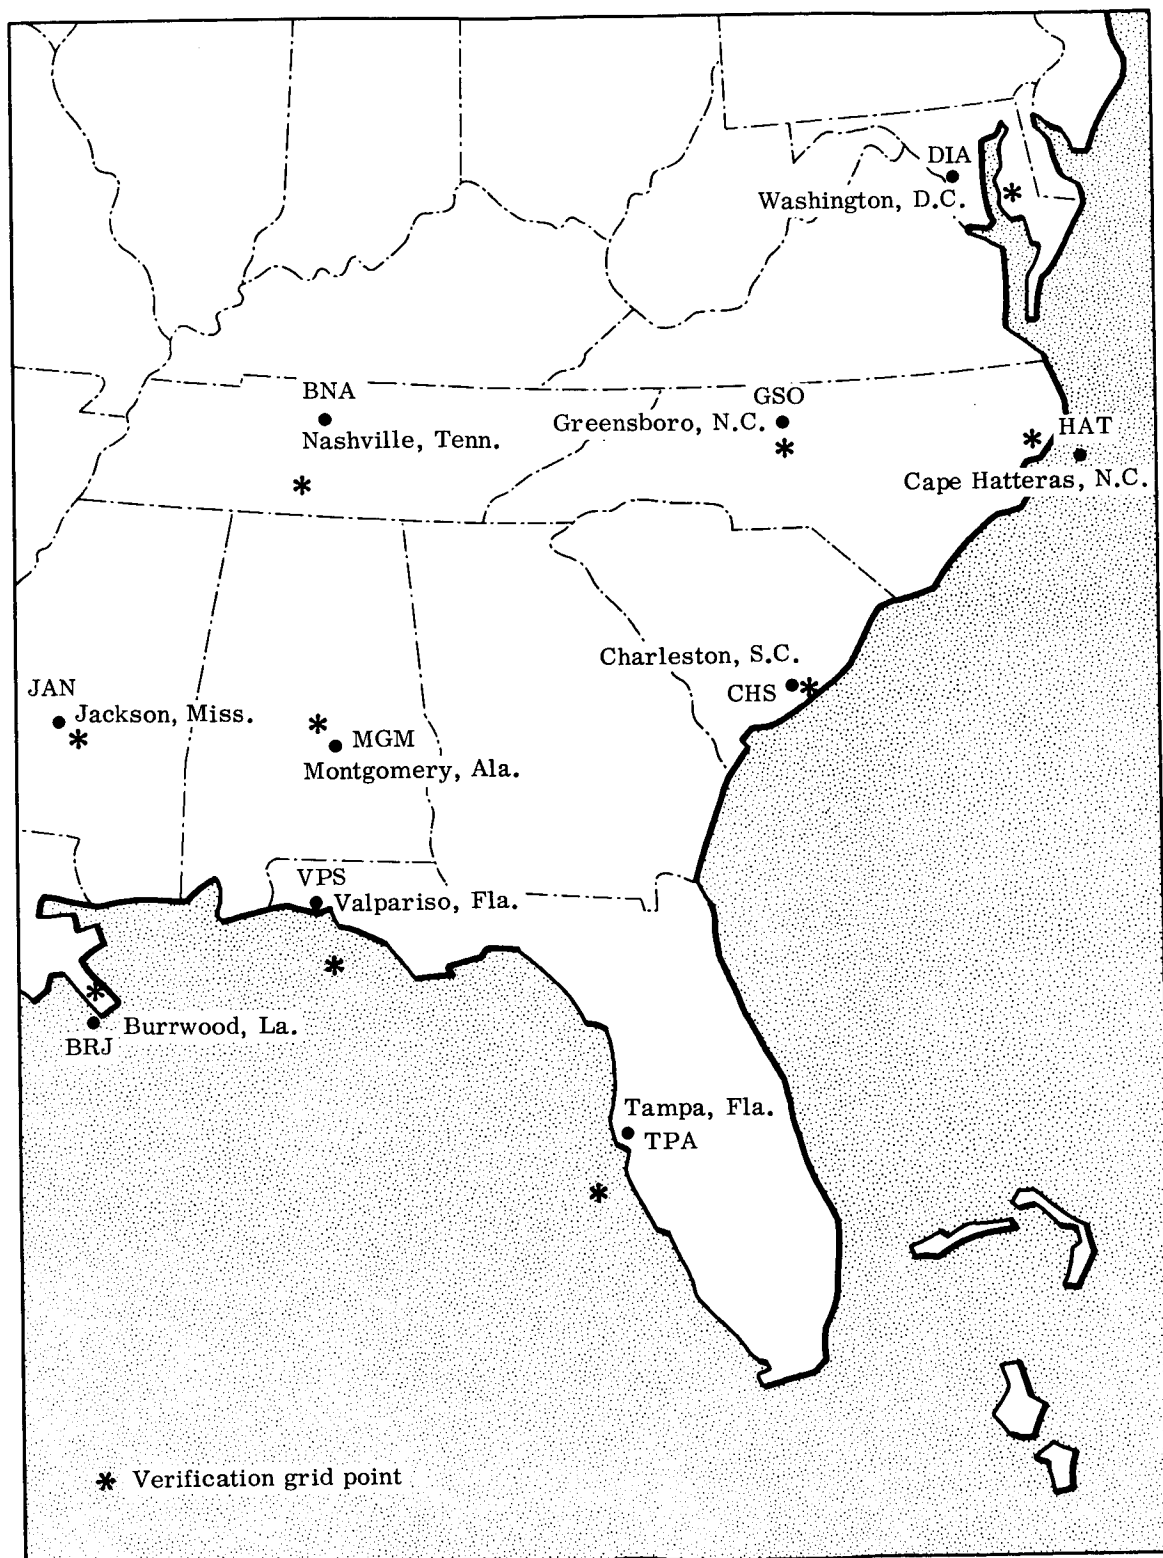 DIA
Washington, D.C.
BNA
Nashville, Tenn.
GSO
Greensboro, N.C.
HAT
Cape Hatteras, N.C.
Charleston, S.C.
CHS
JAN
Jackson, Miss.
MGM
Montgomery, Ala.
VPS
Valpariso, Fla.
Burrwood, La.
BRJ
Tampa, Fla.
TPA
* Verification grid point